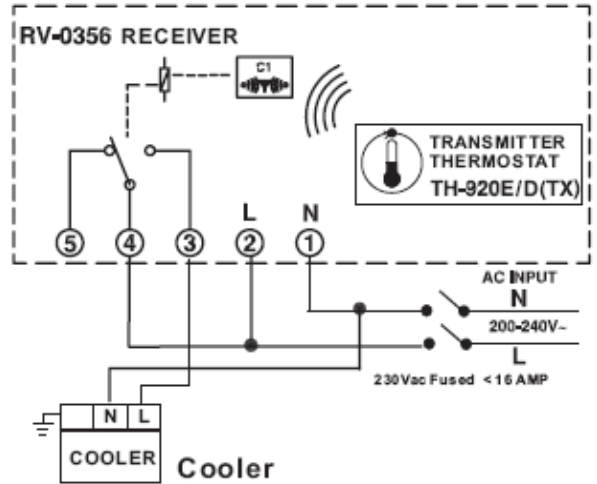 RV-0356 RECEIVER
C1
TRANSMITTER
THERMOSTAT
TH-920E/D(TX)
L N
5 4 3 2 1
AC INPUT
N
200-240V~
L
230Vac Fused <16 AMP
N L
COOLER
Cooler